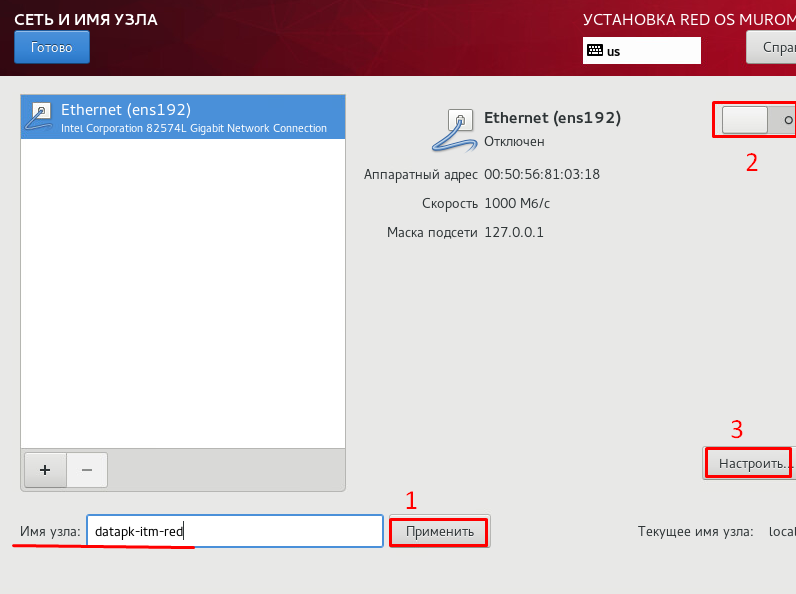 СЕТЬ И ИМЯ УЗЛА
УСТАНОВКА RED OS MUROM
Готово
us
Спра
Ethernet (ens192)
Intel Corporation 82574L Gigabit Network Connection
Ethernet (ens192)
Отключен
2
Аппаратный адрес 00:50:56:81:03:18
Скорость 1000 Мб/с
Маска подсети 127.0.0.1
3
Настроить...
+ −
1
Имя узла: datapk-itm-red
Применить
Текущее имя узла: local